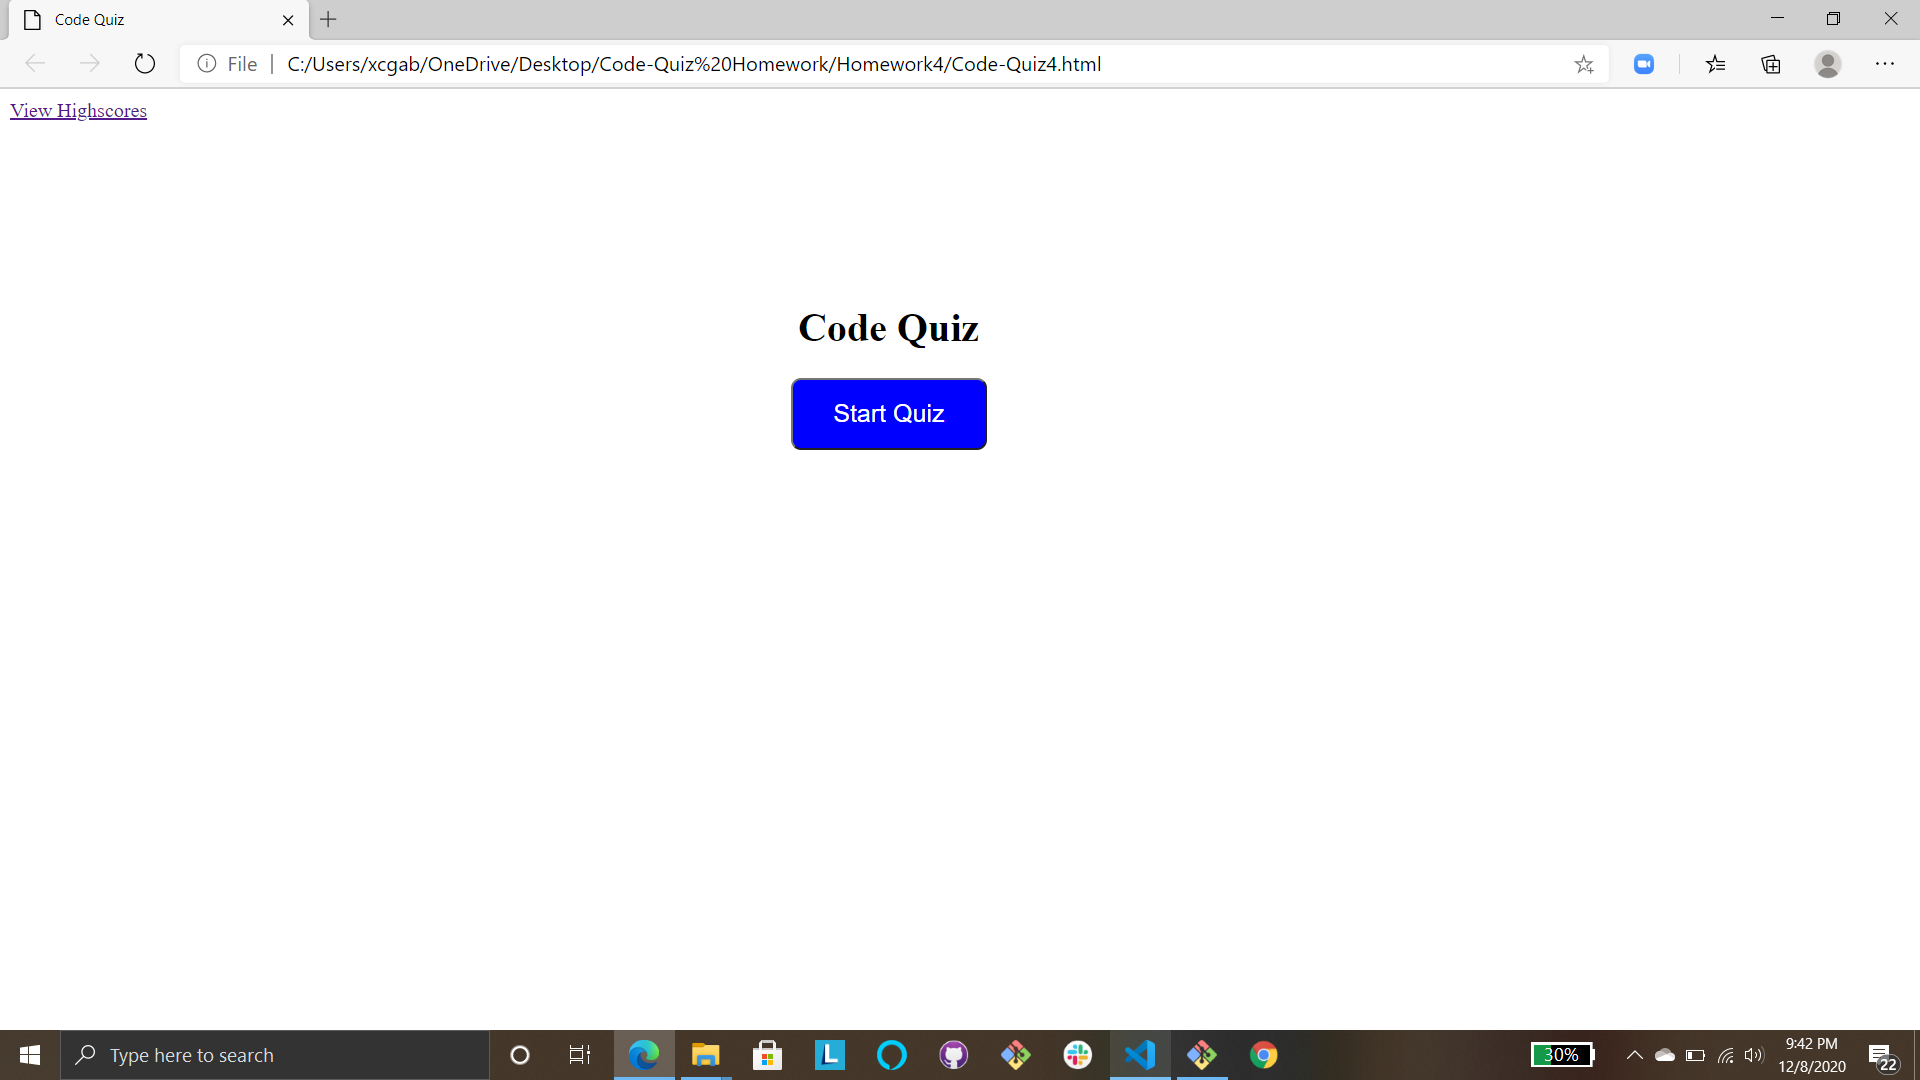 Code Quiz
File
C:/Users/xcgab/OneDrive/Desktop/Code-Quiz%20Homework/Homework4/Code-Quiz4.html
View Highscores
Code Quiz
Start Quiz
Type here to search
L
30%
9:42 PM
12/8/2020
22